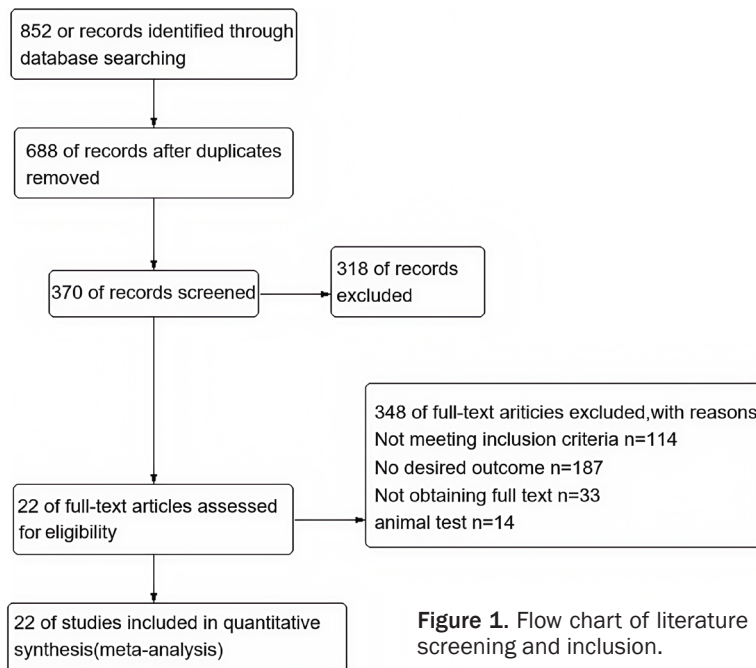 852 or records identified through
database searching
688 of records after duplicates
removed
370 of records screened
318 of records
excluded
348 of full-text ariticies excluded,with reasons
Not meeting inclusion criteria n=114
No desired outcome n=187
Not obtaining full text n=33
animal test n=14
22 of full-text articles assessed
for eligibility
22 of studies included in quantitative
synthesis(meta-analysis)
Figure 1. Flow chart of literature
screening and inclusion.